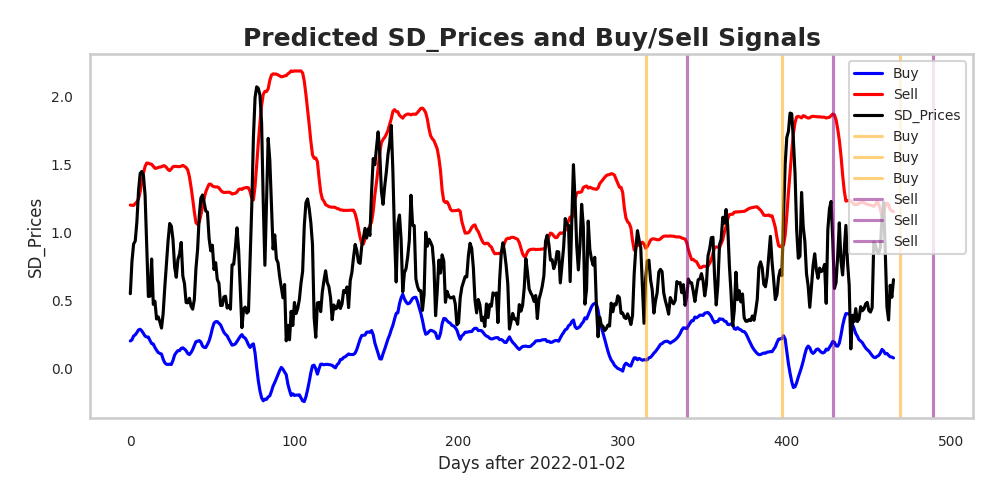 Predicted SD_Prices and Buy/Sell Signals
SD_Prices
2.0
1.5
1.0
0.5
0.0
0
100
200
300
400
500
Days after 2022-01-02
Buy
Sell
SD_Prices
Buy
Buy
Buy
Sell
Sell
Sell